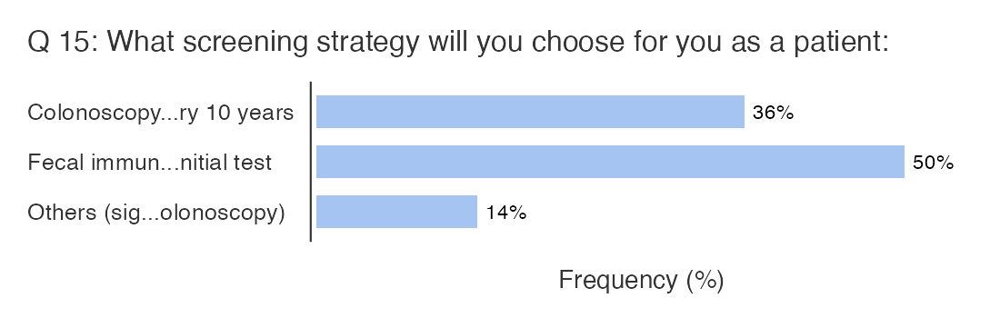 Q 15: What screening strategy will you choose for you as a patient:
Colonoscopy...ry 10 years 36%
Fecal immun...nitial test 50%
Others (sig...olonoscopy) 14%
Frequency (%)